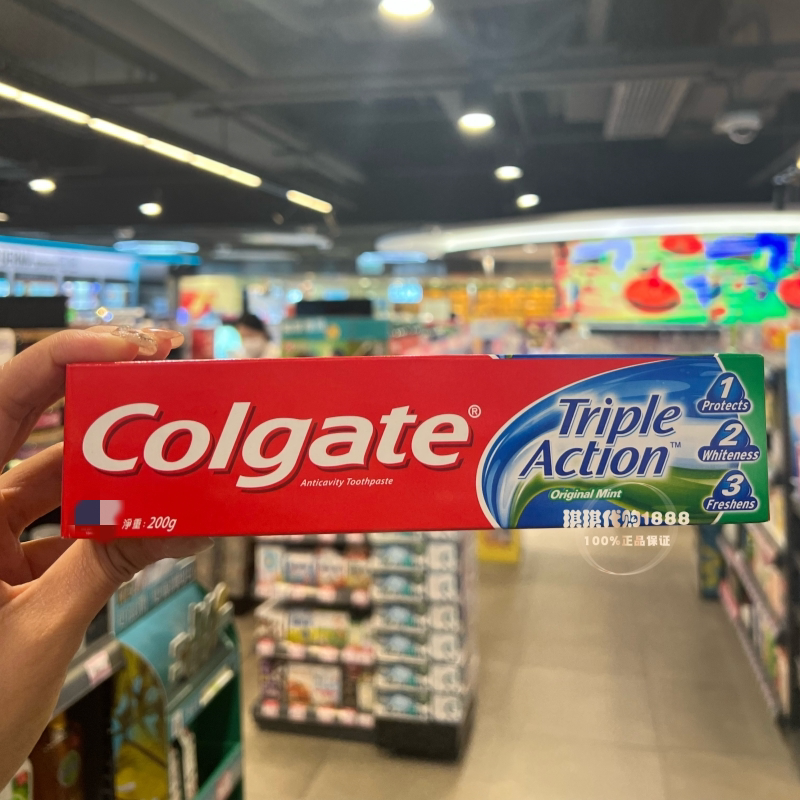 Colgate®
Anticavity Toothpaste
淨重: 200g
Triple
Action™
Original Mint
1
Protects
2
Whiteness
3
Freshens
琪琪代购1888
100%正品保证